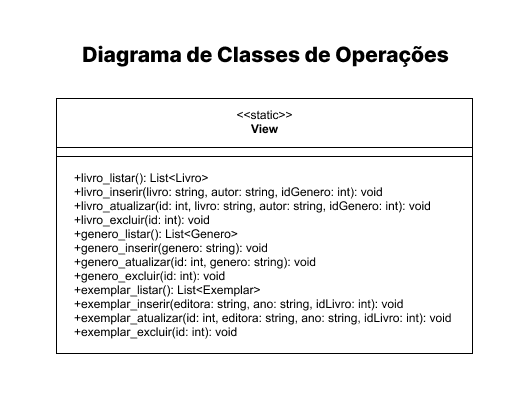 Diagrama de Classes de Operações
<<static>>
View
+livro_listar(): List<Livro>
+livro_inserir(livro: string, autor: string, idGenero: int): void
+livro_atualizar(id: int, livro: string, autor: string, idGenero: int): void
+livro_excluir(id: int): void
+genero_listar(): List<Genero>
+genero_inserir(genero: string): void
+genero_atualizar(id: int, genero: string): void
+genero_excluir(id: int): void
+exemplar_listar(): List<Exemplar>
+exemplar_inserir(editora: string, ano: string, idLivro: int): void
+exemplar_atualizar(id: int, editora: string, ano: string, idLivro: int): void
+exemplar_excluir(id: int): void